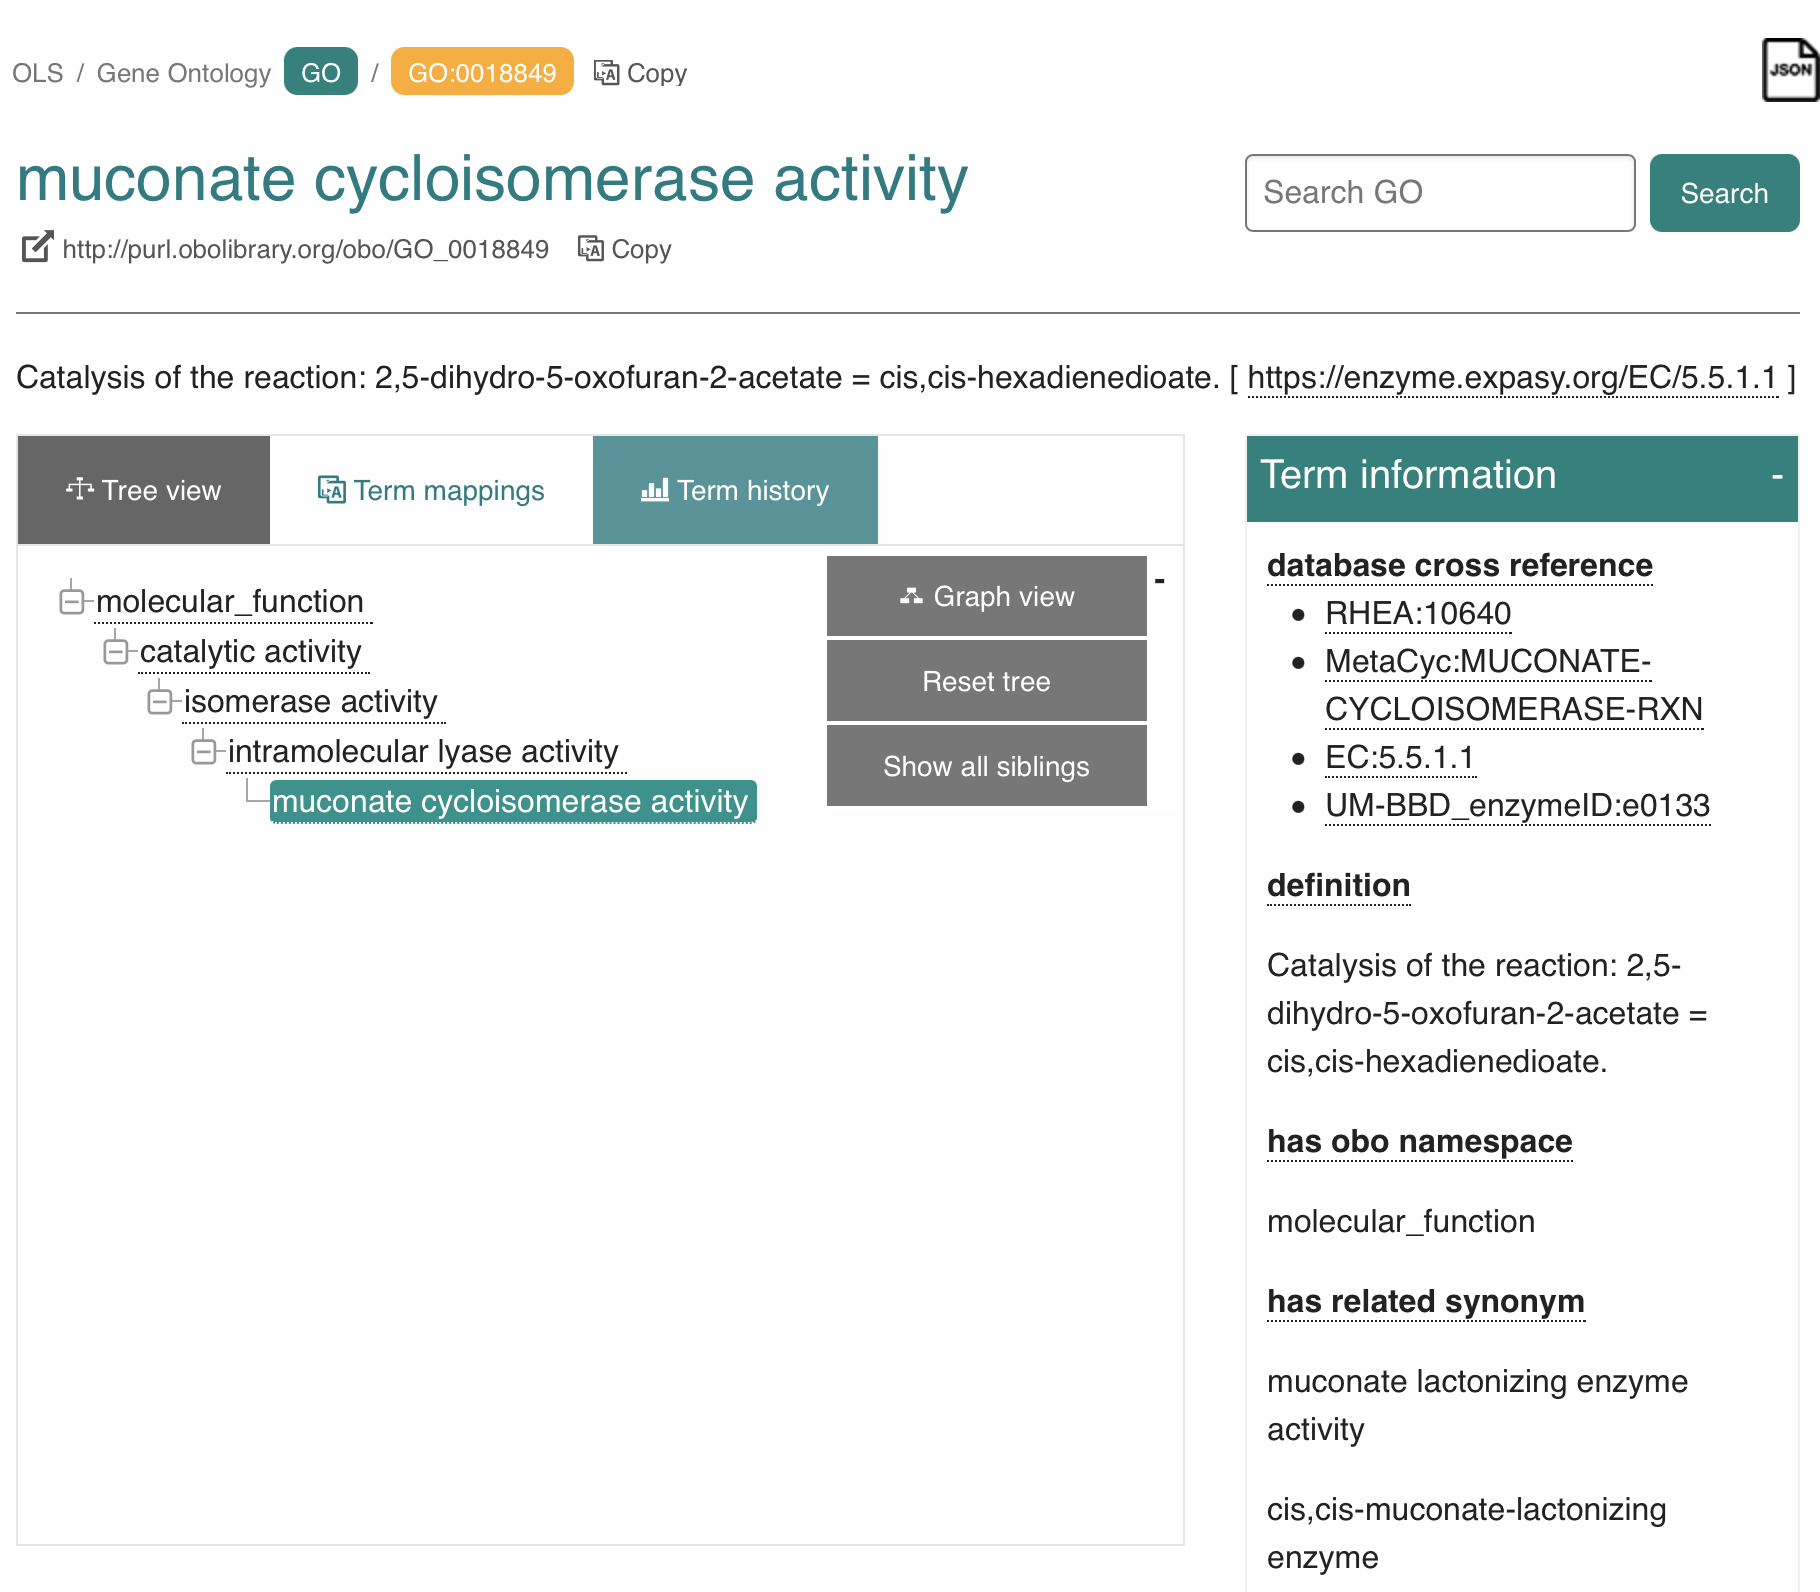 OLS / Gene Ontology GO / GO:0018849 Copy
JSON
muconate cycloisomerase activity
Search GO
Search
http://purl.obolibrary.org/obo/GO_0018849 Copy
Catalysis of the reaction: 2,5-dihydro-5-oxofuran-2-acetate = cis,cis-hexadienedioate. [ https://enzyme.expasy.org/EC/5.5.1.1 ]
Tree view
Term mappings
Term history
molecular_function
catalytic activity
isomerase activity
intramolecular lyase activity
muconate cycloisomerase activity
Graph view
-
Reset tree
Show all siblings
Term information -
database cross reference
• RHEA:10640
• MetaCyc:MUCONATE-
CYCLOISOMERASE-RXN
• EC:5.5.1.1
• UM-BBD_enzymeID:e0133
definition
Catalysis of the reaction: 2,5-
dihydro-5-oxofuran-2-acetate =
cis,cis-hexadienedioate.
has obo namespace
molecular_function
has related synonym
muconate lactonizing enzyme
activity
cis,cis-muconate-lactonizing
enzyme